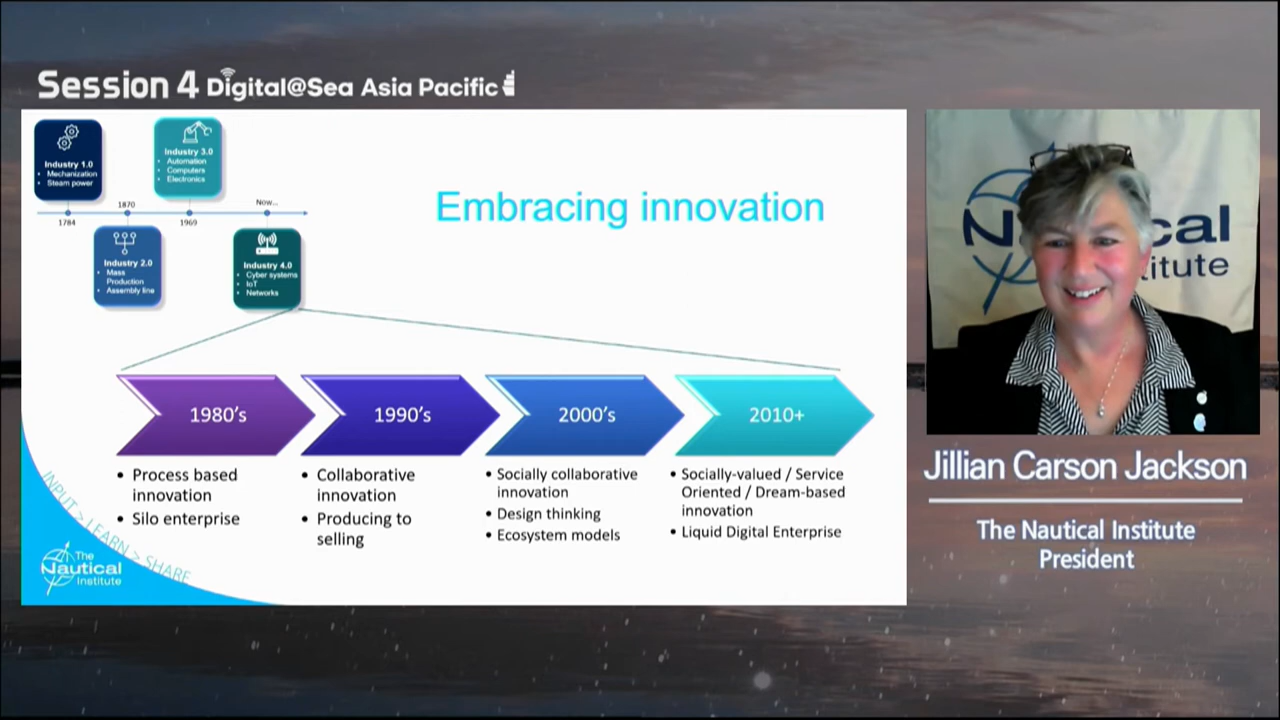 Session 4 Digital@Sea Asia Pacific
Industry 1.0
• Mechanization
• Steam power
Industry 3.0
• Automation
• Computers
• Electronics
1784
1870
1969
Now...
Industry 2.0
• Mass
Production
• Assembly line
Industry 4.0
• Cyber systems
• IoT
• Networks
Embracing innovation
1980's
• Process based
innovation
• Silo enterprise
1990's
• Collaborative
innovation
• Producing to
selling
2000's
• Socially collaborative
innovation
• Design thinking
• Ecosystem models
2010+
• Socially-valued / Service
Oriented / Dream-based
innovation
• Liquid Digital Enterprise
INPUT > LEARN > SHARE
The
Nautical
Institute
Jillian Carson Jackson
The Nautical Institute
President